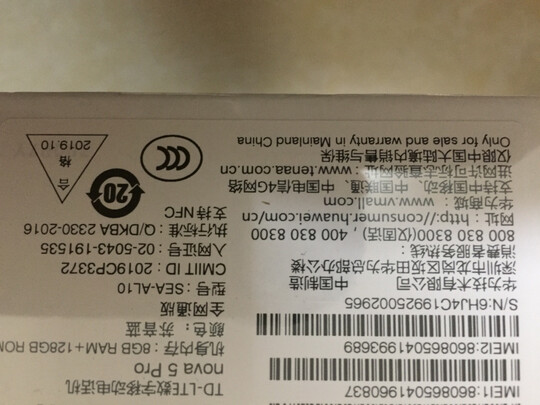 TD-LTE数字移动电话机
nova 5 Pro
机身内存：8GB RAM+128GB ROM
颜色：苏音蓝
全网通版
型号：SEA-AL10
CMIIT ID：2019CP3372
入网证号：02-5043-191535
执行标准：Q/DKBA 2330-2016
支持NFC
20
合格
2019.10
IMEI1:860865041960837
IMEI2:860865041993689
S/N:6HJ4C19925002965
华为技术有限公司 中国制造
深圳市龙岗区坂田华为总部办公楼
消费者服务热线：
800 830 8300(仅固话)，400 830 8300
网址：http://consumer.huawei.com/cn
华为商城：www.vmall.com
支持中国移动、中国联通、中国电信4G网络
进网许可标志查验网址：www.tenaa.com.cn
仅限中国大陆境内销售与维保
Only for sale and warranty in Mainland China